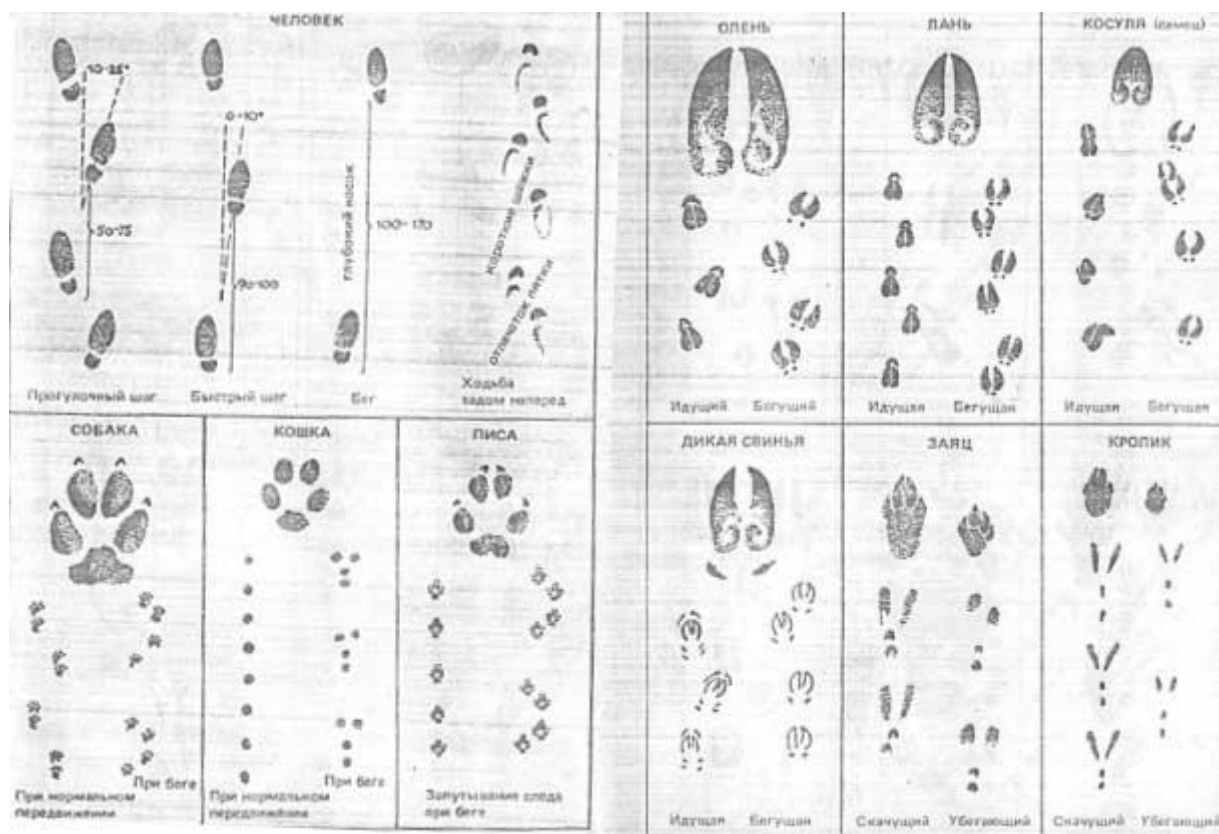 ЧЕЛОВЕК
10-25°
0-10°
50-75
90-100
Глубокий носок
100-170
Короткие шажки
Отпечаток пятки
Прогулочный шаг
Быстрый шаг
Бег
Ходьба
задом наперед
ОЛЕНЬ
Идущий Бегущий
ЛАНЬ
Идущая Бегущая
КОСУЛЯ (самец)
Идущая Бегущая
СОБАКА
При беге
При нормальном
передвижении
КОШКА
При беге
При нормальном
передвижении
ПИСА
Запутывание следа
при беге
ДИКАЯ СВИНЬЯ
Идущая Бегущая
ЗАЯЦ
Скачущий Убегающий
КРОЛИК
Скачущий Убегающий